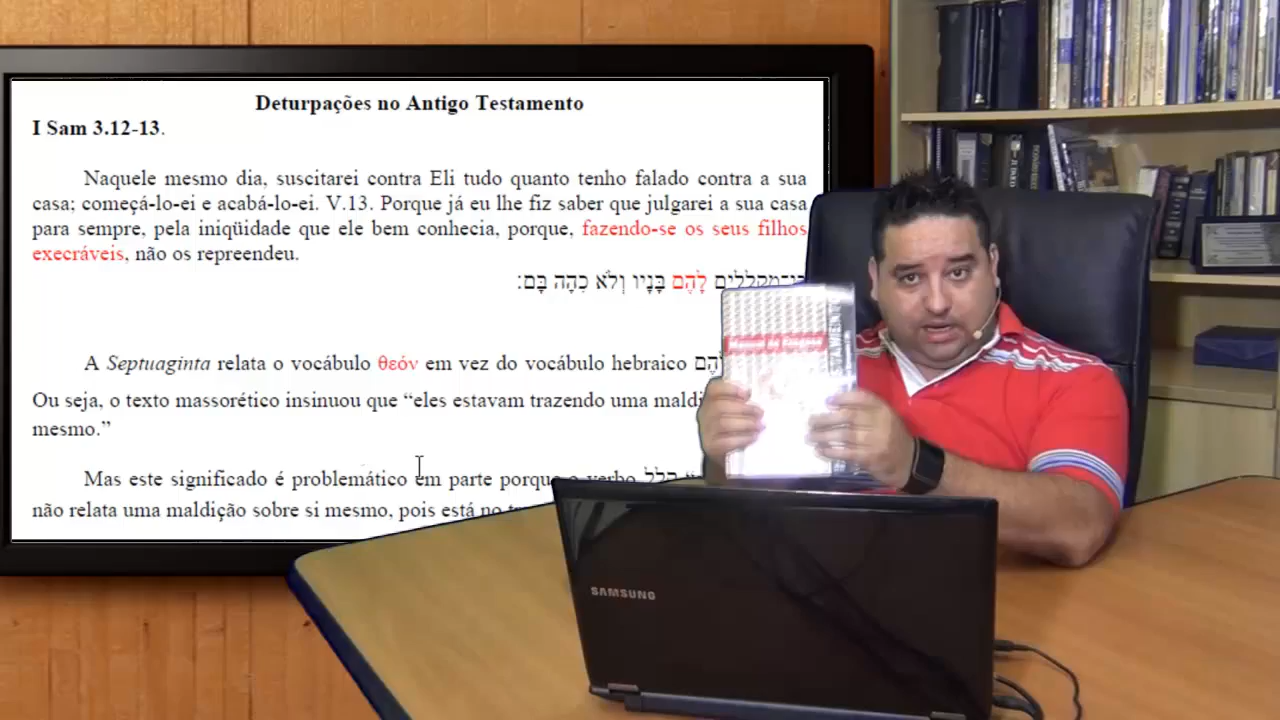 Deturpações no Antigo Testamento
I Sam 3.12-13.
Naquele mesmo dia, suscitarei contra Eli tudo quanto tenho falado contra a sua
casa; começá-lo-ei e acabá-lo-ei. V.13. Porque já eu lhe fiz saber que julgarei a sua casa
para sempre, pela iniqüidade que ele bem conhecia, porque, fazendo-se os seus filhos
execráveis, não os repreendeu.
לָהֶם בָּנָיו וְלֹא כִהָה בָּם׃
A Septuaginta relata o vocábulo θεόν em vez do vocábulo hebraico
Ou seja, o texto massorético insinuou que “eles estavam trazendo uma
mesmo.”
Mas este significado é problemático em parte porque o verbo
não relata uma maldição sobre si mesmo, pois está no
SAMSUNG